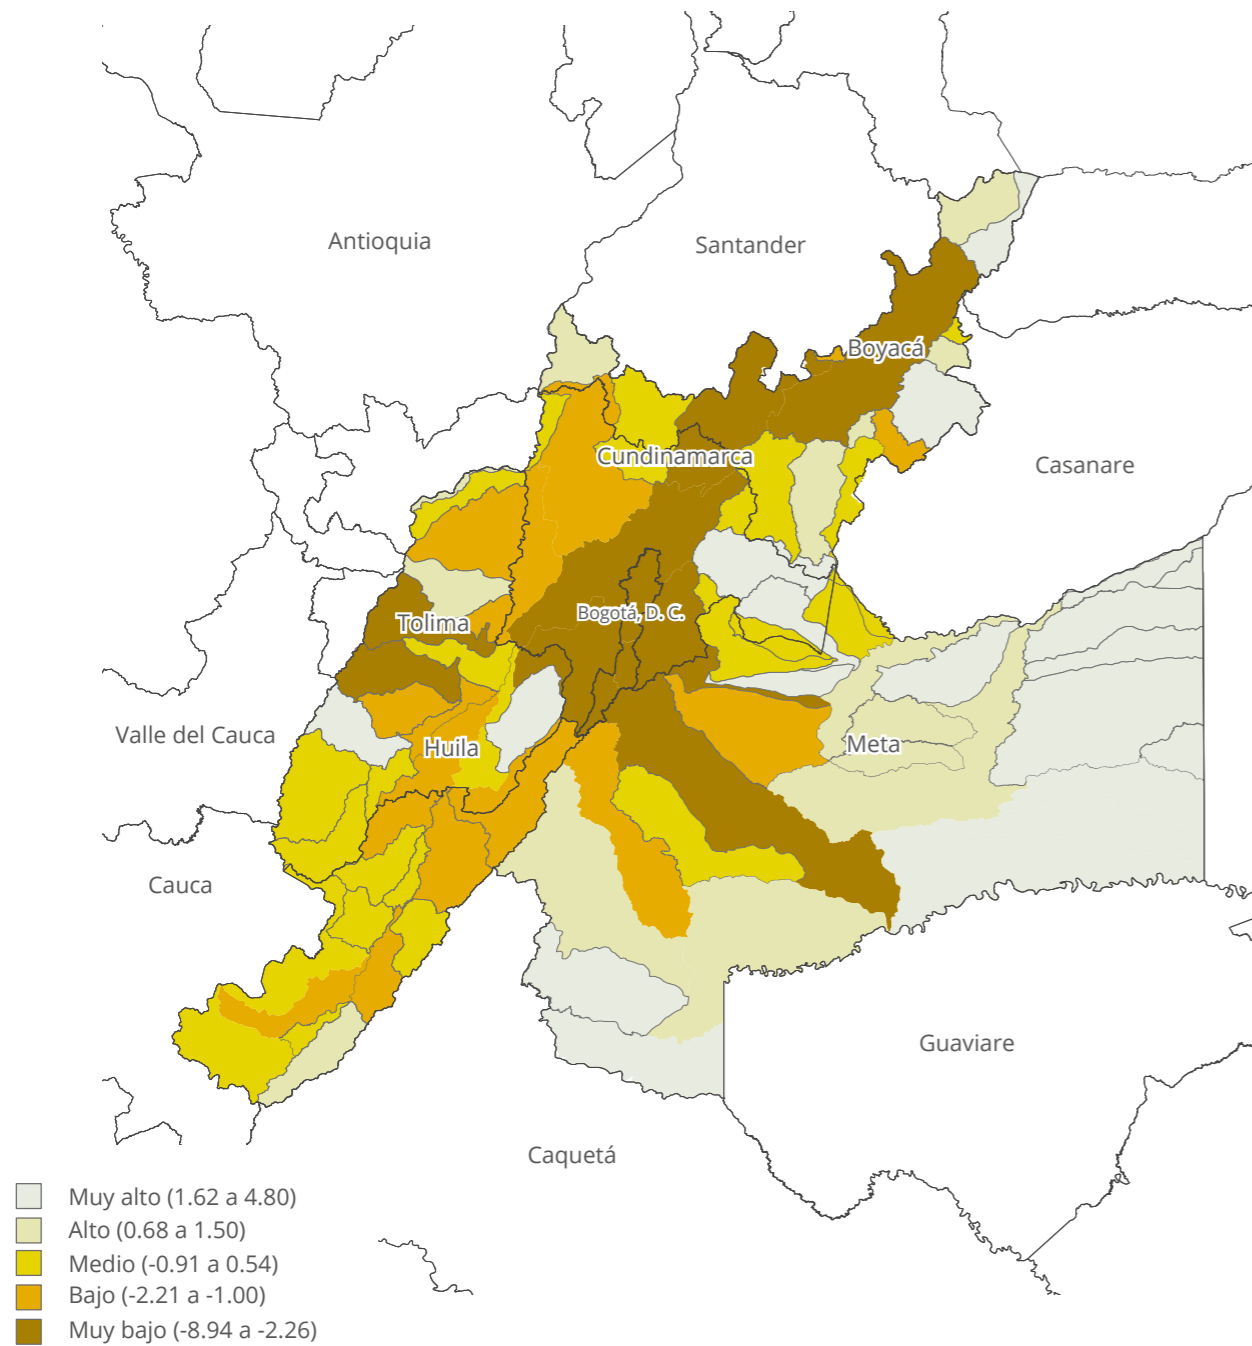 Antioquia
Santander
Boyacá
Cundinamarca
Casanare
Bogotá, D. C.
Tolima
Valle del Cauca
Huila
Meta
Cauca
Guaviare
Caquetá
Muy alto (1.62 a 4.80)
Alto (0.68 a 1.50)
Medio (-0.91 a 0.54)
Bajo (-2.21 a -1.00)
Muy bajo (-8.94 a -2.26)